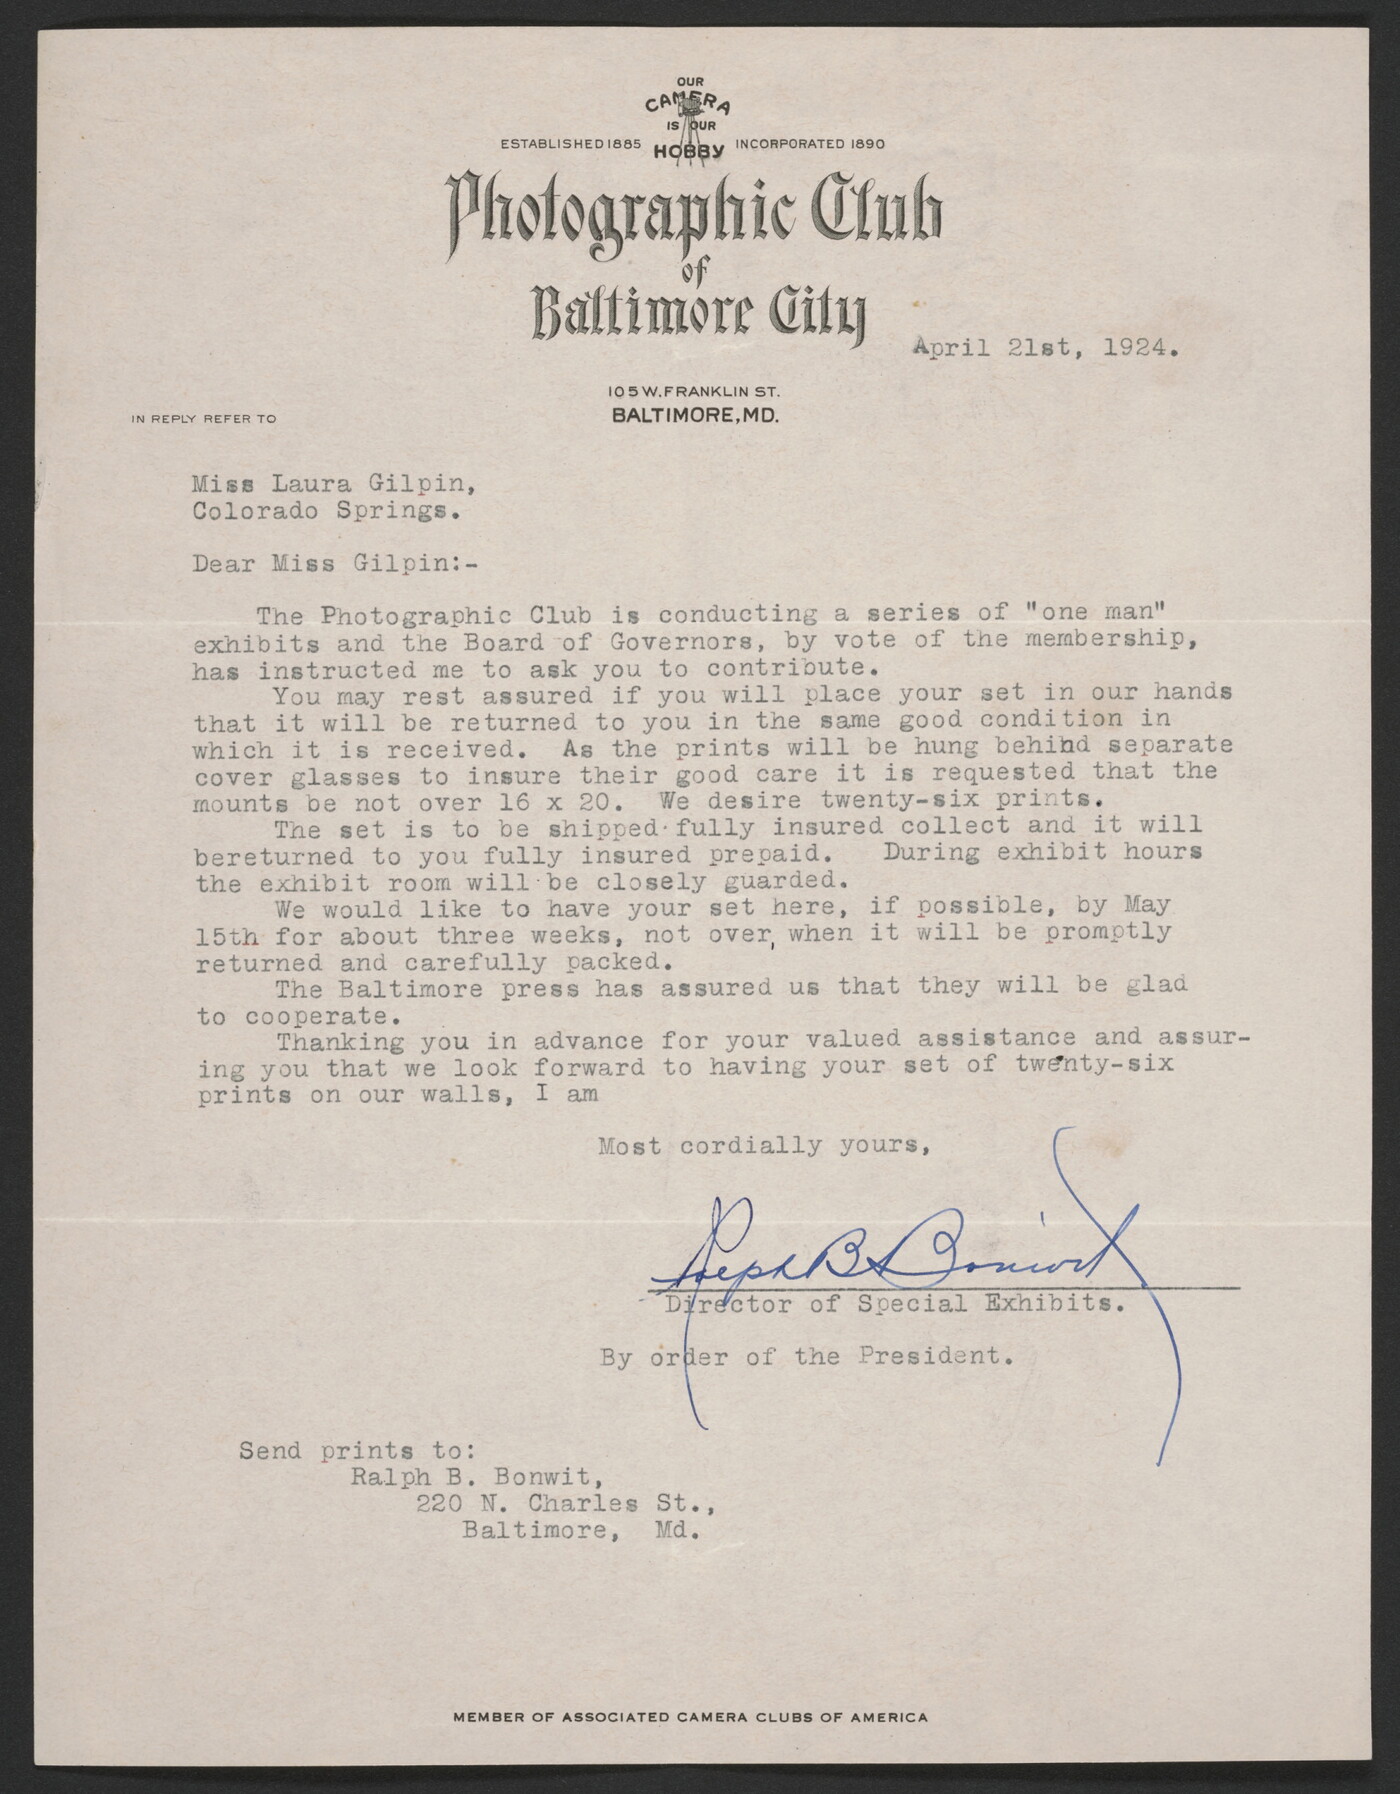 OUR
CAMERA
IS OUR
HOBBY
ESTABLISHED 1885 INCORPORATED 1890
Photographic Club
of
Baltimore City
April 21st, 1924.
105 W. FRANKLIN ST.
BALTIMORE, MD.
IN REPLY REFER TO
Miss Laura Gilpin,
Colorado Springs.
Dear Miss Gilpin:-
The Photographic Club is conducting a series of "one man"
exhibits and the Board of Governors, by vote of the membership,
has instructed me to ask you to contribute.
You may rest assured if you will place your set in our hands
that it will be returned to you in the same good condition in
which it is received. As the prints will be hung behind separate
cover glasses to insure their good care it is requested that the
mounts be not over 16 x 20. We desire twenty-six prints.
The set is to be shipped fully insured collect and it will
bereturned to you fully insured prepaid. During exhibit hours
the exhibit room will be closely guarded.
We would like to have your set here, if possible, by May
15th for about three weeks, not over, when it will be promptly
returned and carefully packed.
The Baltimore press has assured us that they will be glad
to cooperate.
Thanking you in advance for your valued assistance and assur-
ing you that we look forward to having your set of twenty-six
prints on our walls, I am
Most cordially yours,
Ralph B Bonwit
Director of Special Exhibits.
By order of the President.
Send prints to:
Ralph B. Bonwit,
220 N. Charles St.,
Baltimore, Md.
MEMBER OF ASSOCIATED CAMERA CLUBS OF AMERICA